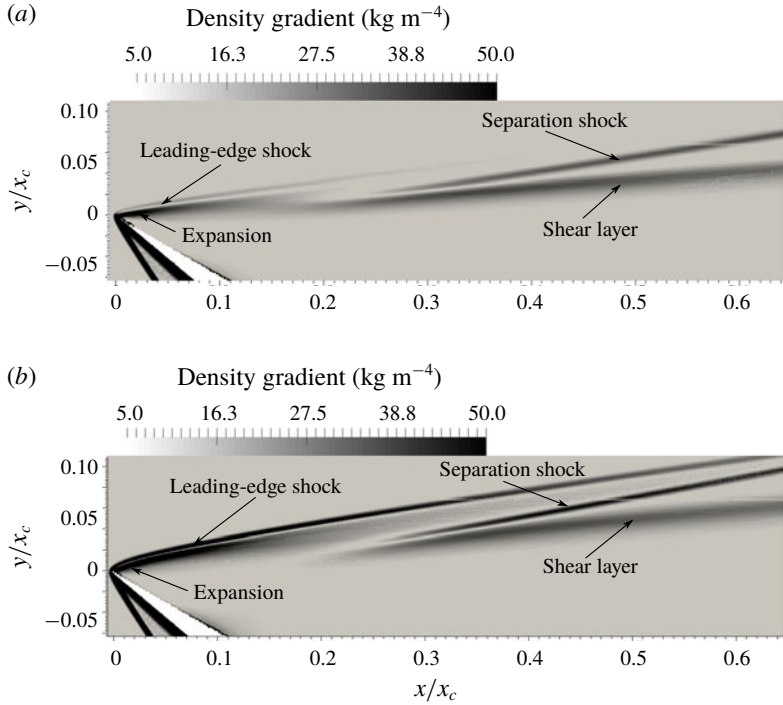 (a)
Density gradient (kg m−4)
5.0 16.3 27.5 38.8 50.0
0.10
0.05
0
−0.05
y/xc
Leading-edge shock
Separation shock
Expansion
Shear layer
0 0.1 0.2 0.3 0.4 0.5 0.6
(b)
Density gradient (kg m−4)
5.0 16.3 27.5 38.8 50.0
0.10
0.05
0
−0.05
y/xc
Separation shock
Leading-edge shock
Expansion
Shear layer
0 0.1 0.2 0.3 0.4 0.5 0.6
x/xc